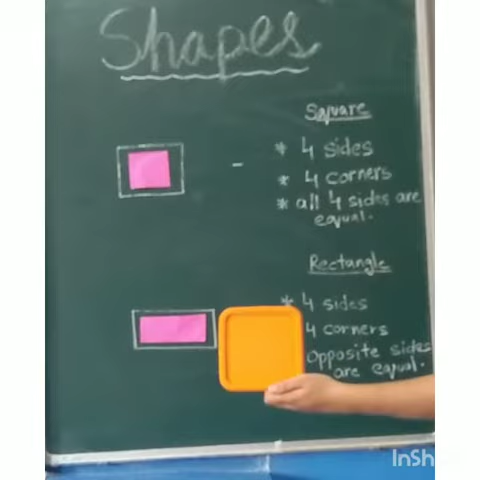 Shapes
Square
* 4 sides
- * 4 corners
* all 4 sides are
equal.
Rectangle
* 4 sides
4 corners
Opposite sides
are equal.
InSh